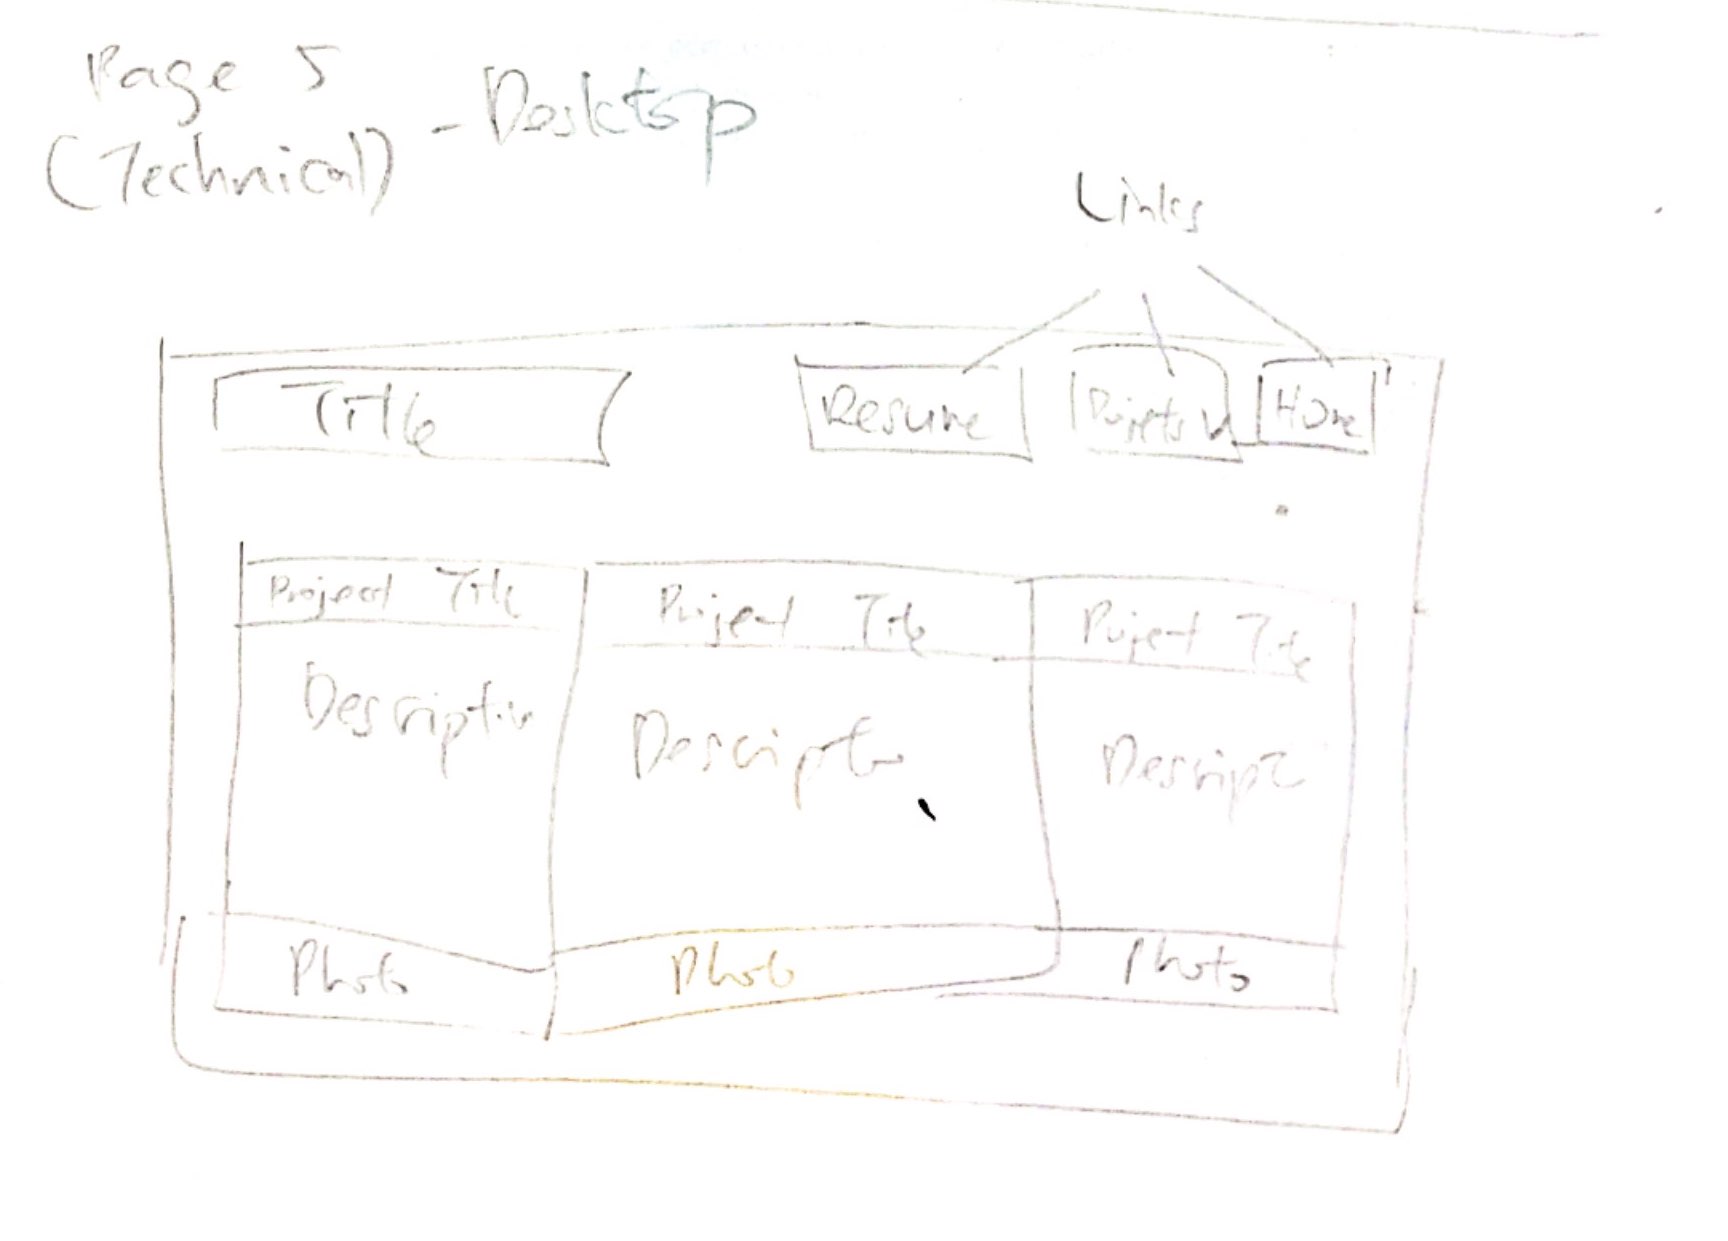 Page 5
(Technical) - Desktop
Links
Title Resume Projects V Home
Project Title Project Title Project Title
Description Description Descripti
Photo Photo Photo